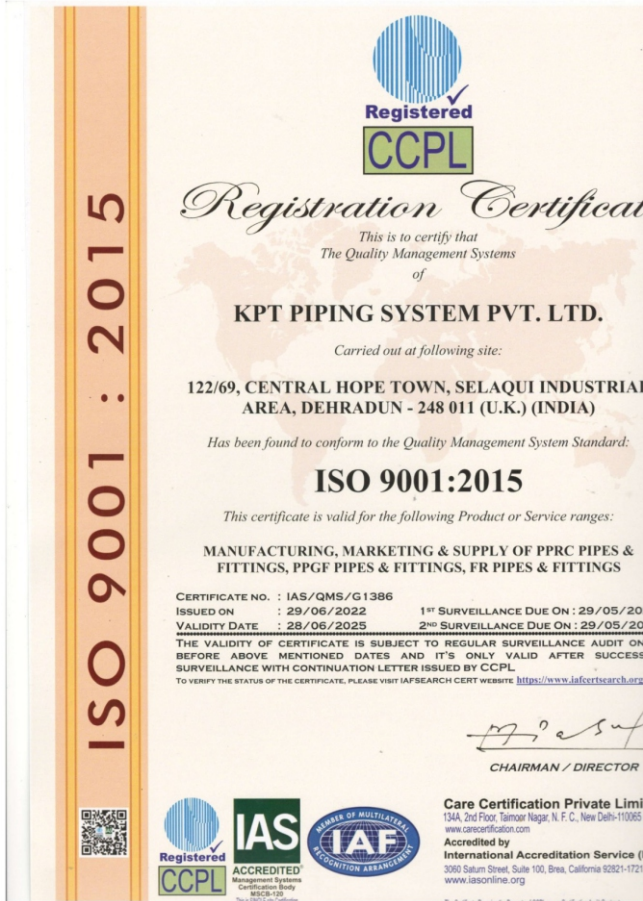 Registered
CCPL
Registration Certificat
This is to certify that
The Quality Management Systems
of
KPT PIPING SYSTEM PVT. LTD.
Carried out at following site:
122/69, CENTRAL HOPE TOWN, SELAQUI INDUSTRIAL
AREA, DEHRADUN - 248 011 (U.K.) (INDIA)
Has been found to conform to the Quality Management System Standard:
ISO 9001:2015
This certificate is valid for the following Product or Service ranges:
MANUFACTURING, MARKETING & SUPPLY OF PPRC PIPES &
FITTINGS, PPGF PIPES & FITTINGS, FR PIPES & FITTINGS
CERTIFICATE NO. : IAS/QMS/G1386
ISSUED ON : 29/06/2022 1ST SURVEILLANCE DUE ON : 29/05/20
VALIDITY DATE : 28/06/2025 2ND SURVEILLANCE DUE ON : 29/05/20
THE VALIDITY OF CERTIFICATE IS SUBJECT TO REGULAR SURVEILLANCE AUDIT ON
BEFORE ABOVE MENTIONED DATES AND IT'S ONLY VALID AFTER SUCCESS
SURVEILLANCE WITH CONTINUATION LETTER ISSUED BY CCPL
TO VERIFY THE STATUS OF THE CERTIFICATE, PLEASE VISIT IAFSEARCH CERT WEBSITE https://www.iafcertsearch.org
CHAIRMAN / DIRECTOR
ISO 9001 : 2015
Registered
CCPL
IAS
ACCREDITED
Management Systems
Certification Body
MSCB-120
MEMBER OF MULTILATERAL
IAF
RECOGNITION ARRANGEMENT
Care Certification Private Limi
134A, 2nd Floor, Taimoor Nagar, N. F. C., New Delhi-110065
www.carecertification.com
Accredited by
International Accreditation Service (
3060 Saturn Street, Suite 100, Brea, California 92821-1721
www.iasonline.org